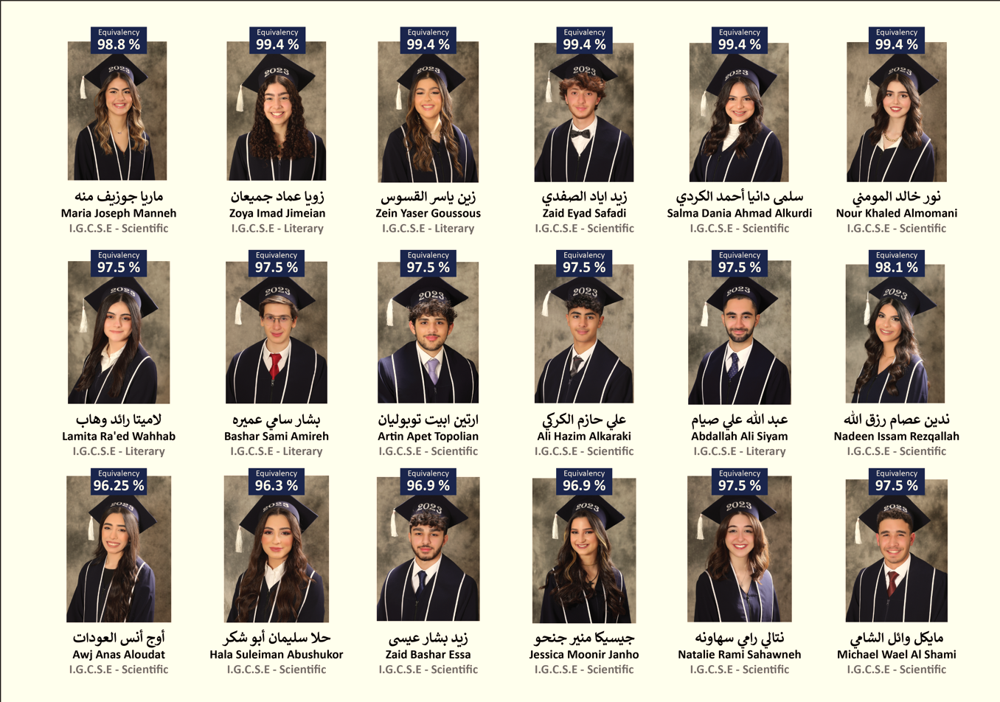 Equivalency
98.8 %
2023
ماريا جوزيف منه
Maria Joseph Manneh
I.G.C.S.E - Scientific
Equivalency
99.4 %
2023
زويا عماد جميعان
Zoya Imad Jimeian
I.G.C.S.E - Literary
Equivalency
99.4 %
2023
زين ياسر القسوس
Zein Yaser Goussous
I.G.C.S.E - Literary
Equivalency
99.4 %
2023
زيد اياد الصفدي
Zaid Eyad Safadi
I.G.C.S.E - Scientific
Equivalency
99.4 %
2023
سلمى دانيا أحمد الكردي
Salma Dania Ahmad Alkurdi
I.G.C.S.E - Scientific
Equivalency
99.4 %
2023
نور خالد المومني
Nour Khaled Almomani
I.G.C.S.E - Scientific
Equivalency
97.5 %
2023
لاميتا رائد وهاب
Lamita Ra'ed Wahhab
I.G.C.S.E - Literary
Equivalency
97.5 %
2023
بشار سامي عميره
Bashar Sami Amireh
I.G.C.S.E - Literary
Equivalency
97.5 %
2023
ارتين ابيت توبوليان
Artin Apet Topolian
I.G.C.S.E - Scientific
Equivalency
97.5 %
2023
علي حازم الكركي
Ali Hazim Alkaraki
I.G.C.S.E - Scientific
Equivalency
97.5 %
2023
عبد الله علي صيام
Abdallah Ali Siyam
I.G.C.S.E - Literary
Equivalency
98.1 %
2023
ندين عصام رزق الله
Nadeen Issam Rezqallah
I.G.C.S.E - Scientific
Equivalency
96.25 %
2023
أوج أنس العودات
Awj Anas Aloudat
I.G.C.S.E - Scientific
Equivalency
96.3 %
2023
حلا سليمان أبو شكر
Hala Suleiman Abushukor
I.G.C.S.E - Scientific
Equivalency
96.9 %
2023
زيد بشار عيسى
Zaid Bashar Essa
I.G.C.S.E - Scientific
Equivalency
96.9 %
2023
جيسيكا منير جنحو
Jessica Moonir Janho
I.G.C.S.E - Scientific
Equivalency
97.5 %
2023
نتالي رامي سهاونه
Natalie Rami Sahawneh
I.G.C.S.E - Scientific
Equivalency
97.5 %
2023
مايكل وائل الشامي
Michael Wael Al Shami
I.G.C.S.E - Scientific